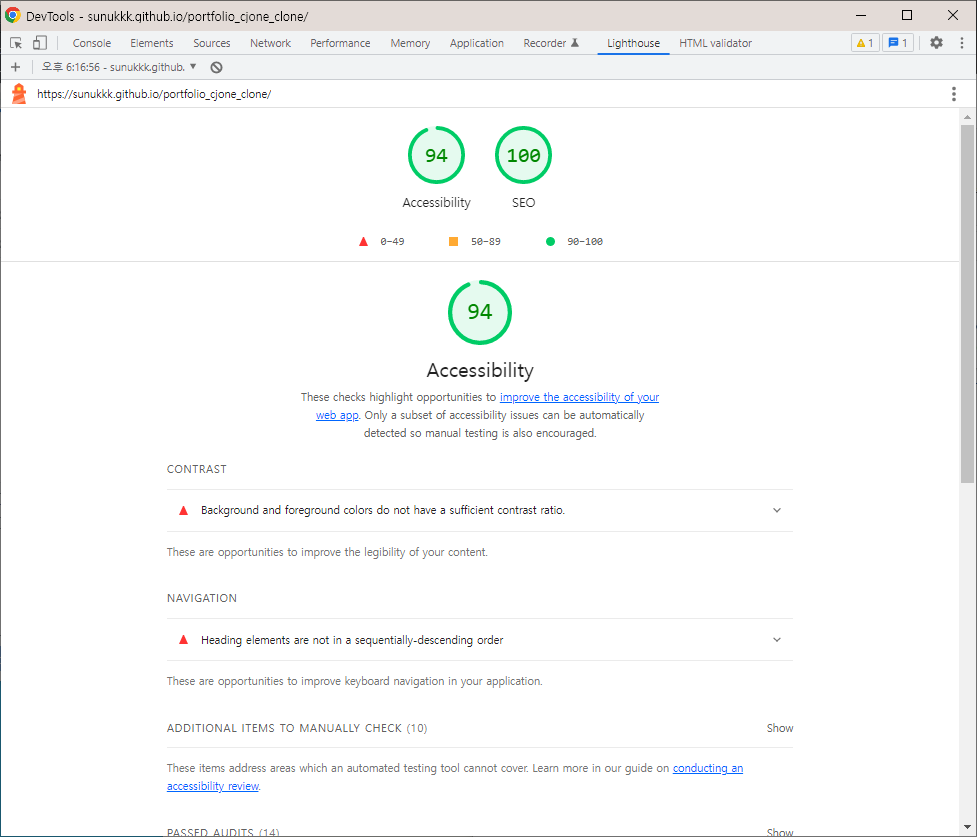 DevTools - sunukkk.github.io/portfolio_cjone_clone/
Console Elements Sources Network Performance Memory Application Recorder Lighthouse HTML validator 1 1
오후 6:16:56 - sunukkk.github.
https://sunukkk.github.io/portfolio_cjone_clone/
94 100
Accessibility SEO
0–49 50–89 90–100
94
Accessibility
These checks highlight opportunities to improve the accessibility of your
web app. Only a subset of accessibility issues can be automatically
detected so manual testing is also encouraged.
CONTRAST
Background and foreground colors do not have a sufficient contrast ratio.
These are opportunities to improve the legibility of your content.
NAVIGATION
Heading elements are not in a sequentially-descending order
These are opportunities to improve keyboard navigation in your application.
ADDITIONAL ITEMS TO MANUALLY CHECK (10) Show
These items address areas which an automated testing tool cannot cover. Learn more in our guide on conducting an
accessibility review.
PASSED AUDITS (14) Show